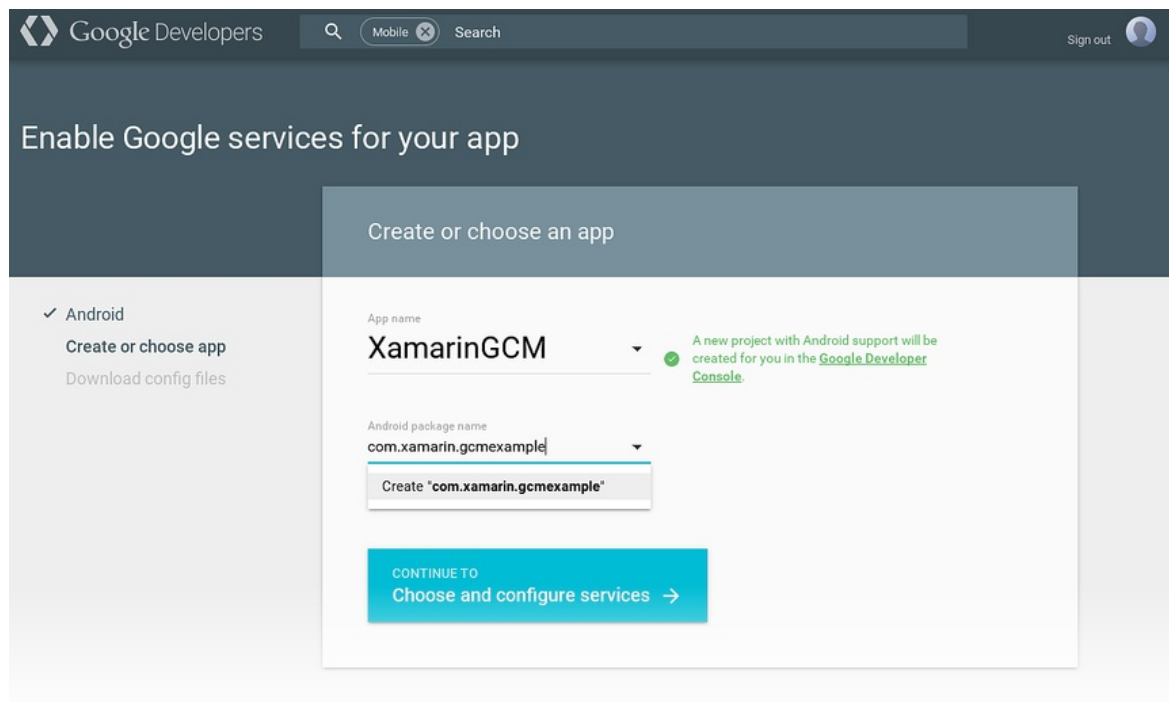 Google Developers
Mobile
Search
Sign out
Enable Google services for your app
Create or choose an app
Android
Create or choose app
Download config files
App name
XamarinGCM
A new project with Android support will be
created for you in the Google Developer
Console.
Android package name
com.xamarin.gcmexample
Create "com.xamarin.gcmexample"
CONTINUE TO
Choose and configure services